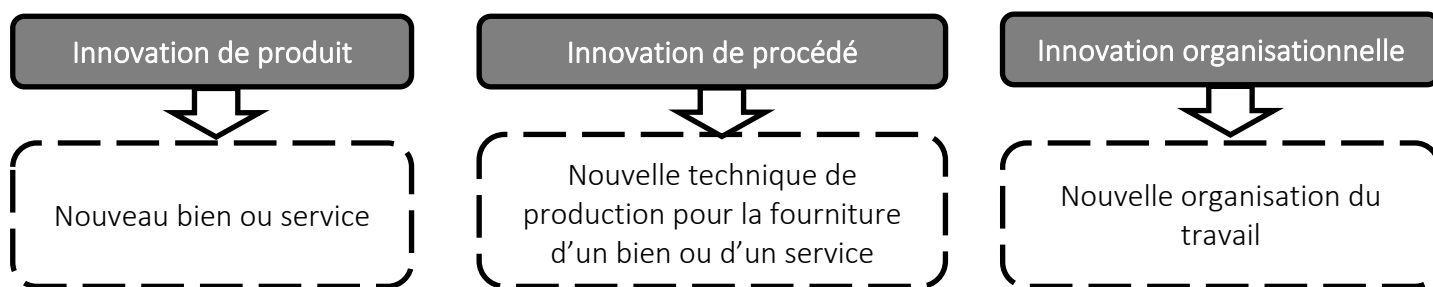 Innovation de produit
Innovation de procédé
Innovation organisationnelle
Nouveau bien ou service
Nouvelle technique de
production pour la fourniture
d’un bien ou d’un service
Nouvelle organisation du
travail